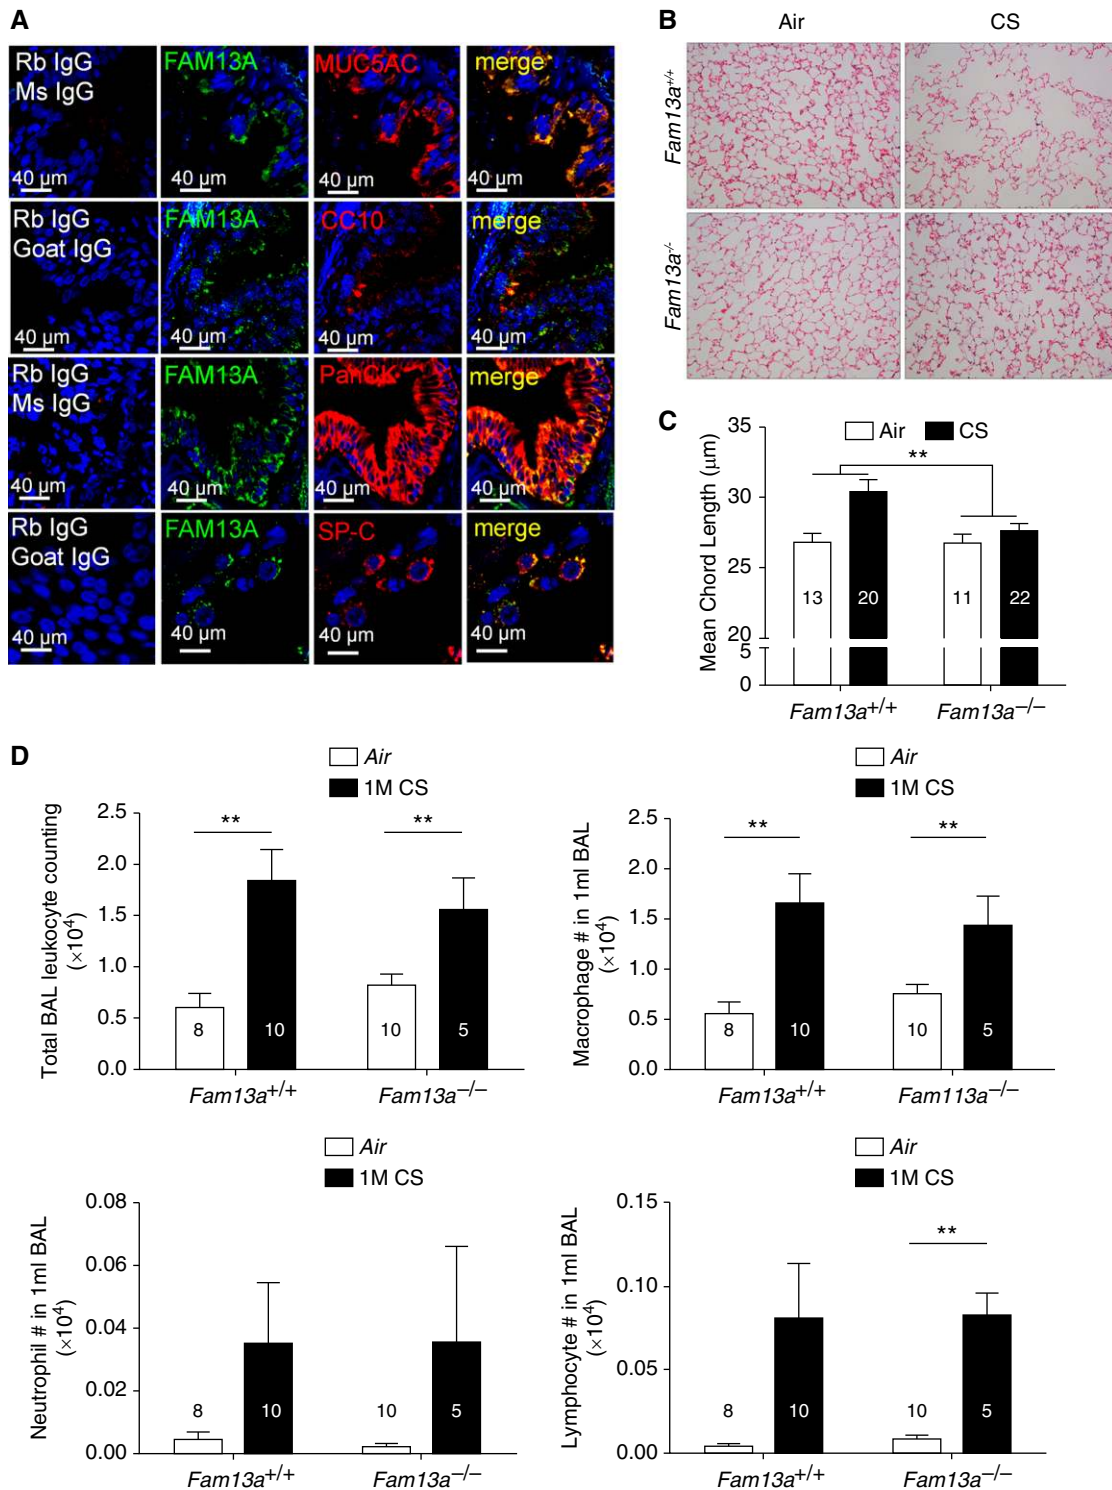 A
Rb IgG
Ms IgG
FAM13A
MUC5AC
merge
40 µm
40 µm
40 µm
40 µm
Rb IgG
Goat IgG
FAM13A
CC10
merge
40 µm
40 µm
40 µm
40 µm
Rb IgG
Ms IgG
FAM13A
PanCK
merge
40 µm
40 µm
40 µm
40 µm
Rb IgG
Goat IgG
FAM13A
SP-C
merge
40 µm
40 µm
40 µm
40 µm
B
Air
CS
Fam13a+/+
Fam13a-/-
C
Air
CS
**
Mean Chord Length (µm)
35
30
25
20
5
0
13
20
11
22
Fam13a+/+
Fam13a−/−
D
Air
1M CS
Total BAL leukocyte counting
(×10⁴)
2.5
2.0
1.5
1.0
0.5
0.0
**
**
8
10
10
5
Fam13a+/+
Fam13a−/−
Air
1M CS
Macrophage # in 1ml BAL
(×10⁴)
2.5
2.0
1.5
1.0
0.5
0.0
**
**
8
10
10
5
Fam13a+/+
Fam113a−/−
Air
1M CS
Neutrophil # in 1ml BAL
(×10⁴)
0.08
0.06
0.04
0.02
0.00
8
10
10
5
Fam13a+/+
Fam13a−/−
Air
1M CS
Lymphocyte # in 1ml BAL
(×10⁴)
0.15
0.10
0.05
0.00
**
8
10
10
5
Fam13a+/+
Fam13a−/−